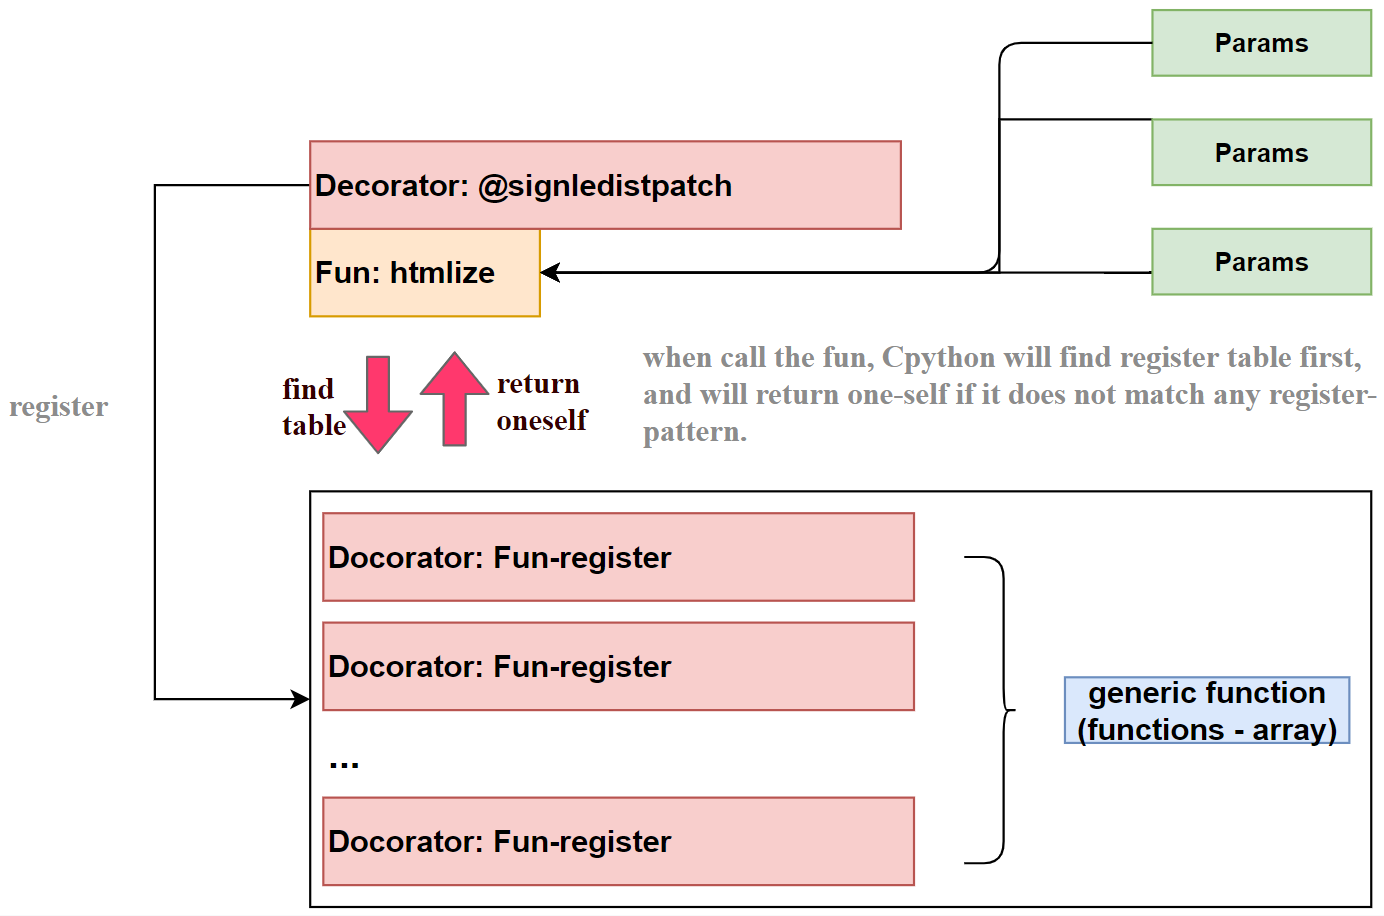 Params
Params
Decorator: @signledistpatch
Fun: htmlize
Params
find
table
return
oneself
when call the fun, Cpython will find register table first,
and will return one-self if it does not match any register-
pattern.
register
Docorator: Fun-register
Docorator: Fun-register
generic function
(functions - array)
...
Docorator: Fun-register